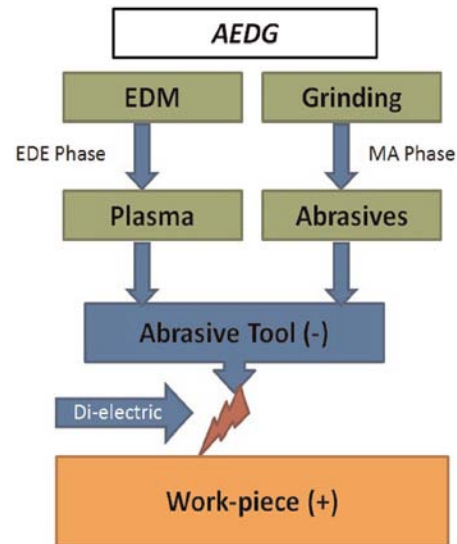 AEDG
EDM
Grinding
EDE Phase
MA Phase
Plasma
Abrasives
Abrasive Tool (-)
Di-electric
Work-piece (+)